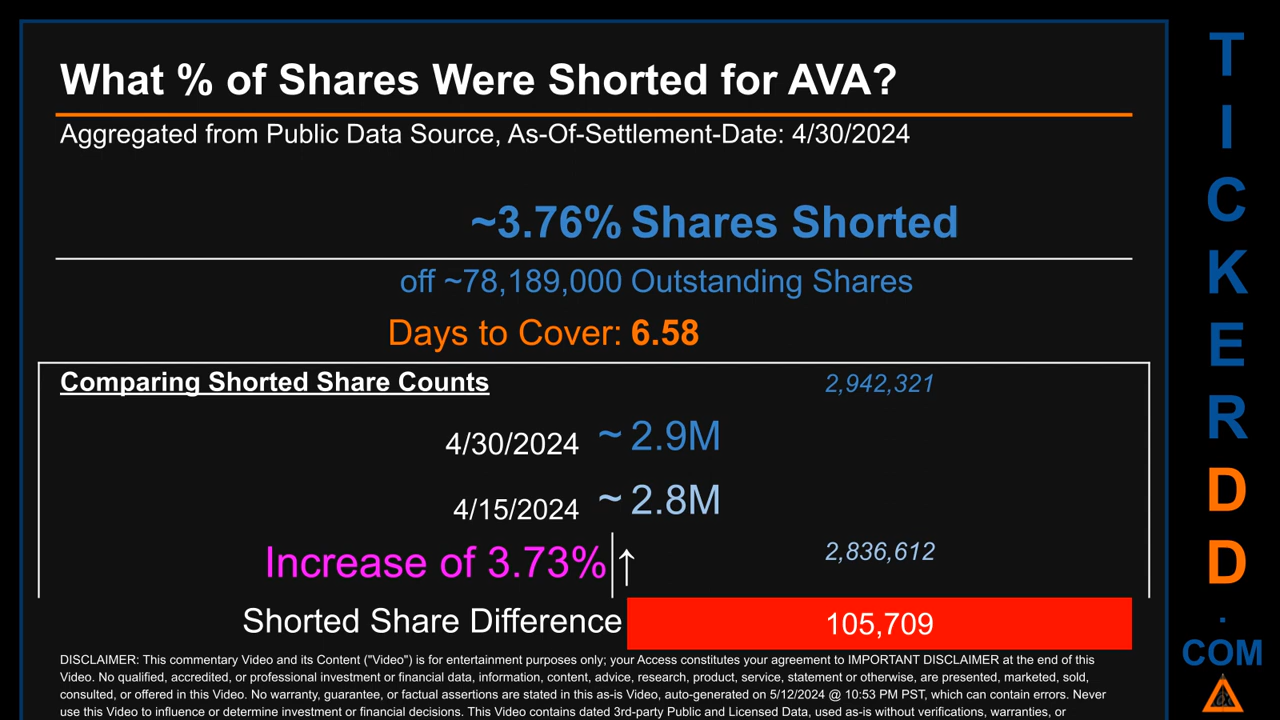 What % of Shares Were Shorted for AVA?
Aggregated from Public Data Source, As-Of-Settlement-Date: 4/30/2024
~3.76% Shares Shorted
off ~78,189,000 Outstanding Shares
Days to Cover: 6.58
Comparing Shorted Share Counts 2,942,321
4/30/2024 ~ 2.9M
4/15/2024 ~ 2.8M
Increase of 3.73% ↑ 2,836,612
Shorted Share Difference 105,709
DISCLAIMER: This commentary Video and its Content ("Video") is for entertainment purposes only; your Access constitutes your agreement to IMPORTANT DISCLAIMER at the end of this
Video. No qualified, accredited, or professional investment or financial data, information, content, advice, research, product, service, statement or otherwise, are presented, marketed, sold,
consulted, or offered in this Video. No warranty, guarantee, or factual assertions are stated in this as-is Video, auto-generated on 5/12/2024 @ 10:53 PM PST, which can contain errors. Never
use this Video to influence or determine investment or financial decisions. This Video contains dated 3rd-party Public and Licensed Data, used as-is without verifications, warranties, or
T
I
C
K
E
R
D
D
.
COM